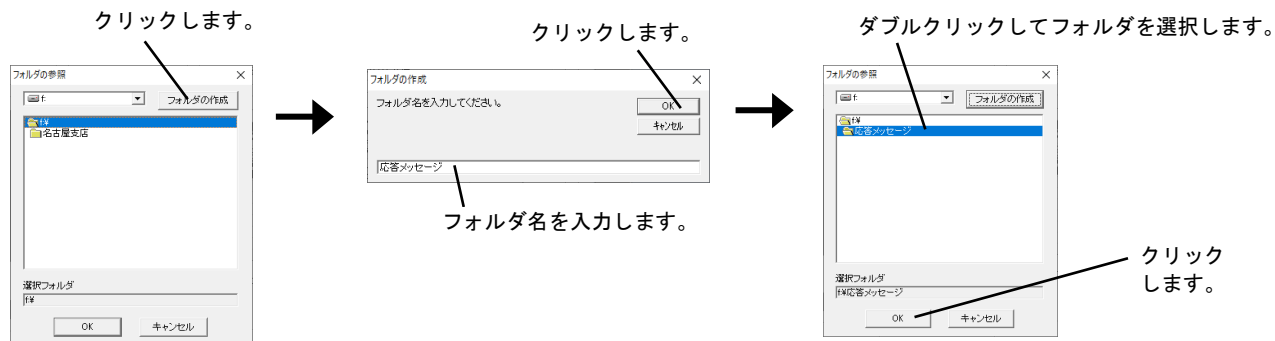 クリックします。
フォルダの参照
f:
フォルダの作成
f:¥
名古屋支店
選択フォルダ
f:¥
OK
キャンセル
クリックします。
フォルダの作成
フォルダ名を入力してください。
OK
キャンセル
応答メッセージ
フォルダ名を入力します。
ダブルクリックしてフォルダを選択します。
フォルダの参照
f:
フォルダの作成
f:¥
応答メッセージ
選択フォルダ
f:¥応答メッセージ
OK
キャンセル
クリック
します。